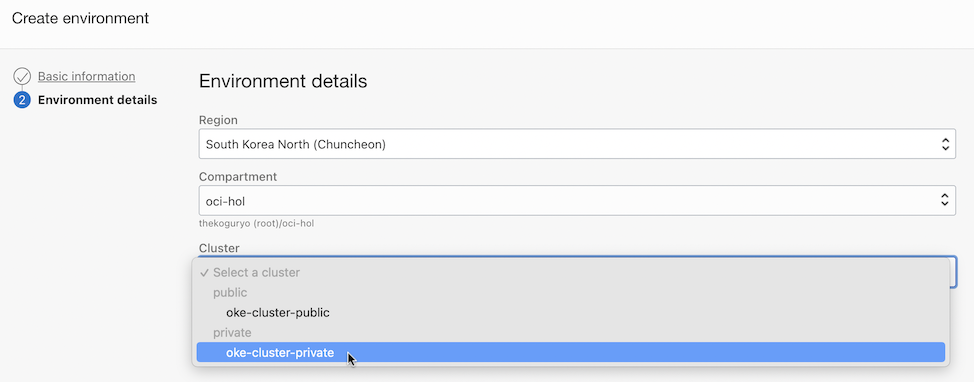 Create environment
Basic information
2 Environment details
Environment details
Region
South Korea North (Chuncheon)
Compartment
oci-hol
thekoguryo (root)/oci-hol
Cluster
✓ Select a cluster
public
oke-cluster-public
private
oke-cluster-private